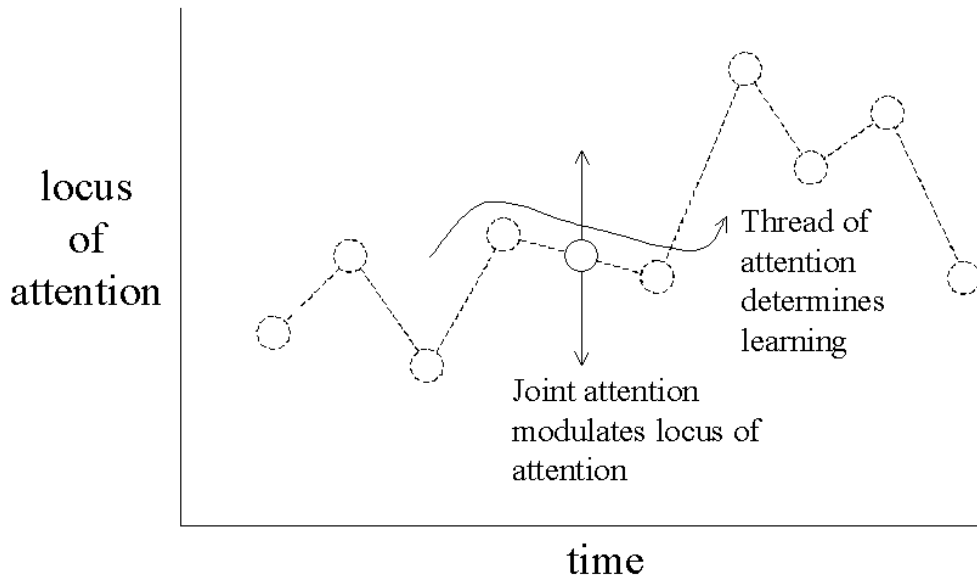 locus
of
attention
Thread of
attention
determines
learning
Joint attention
modulates locus of
attention
time